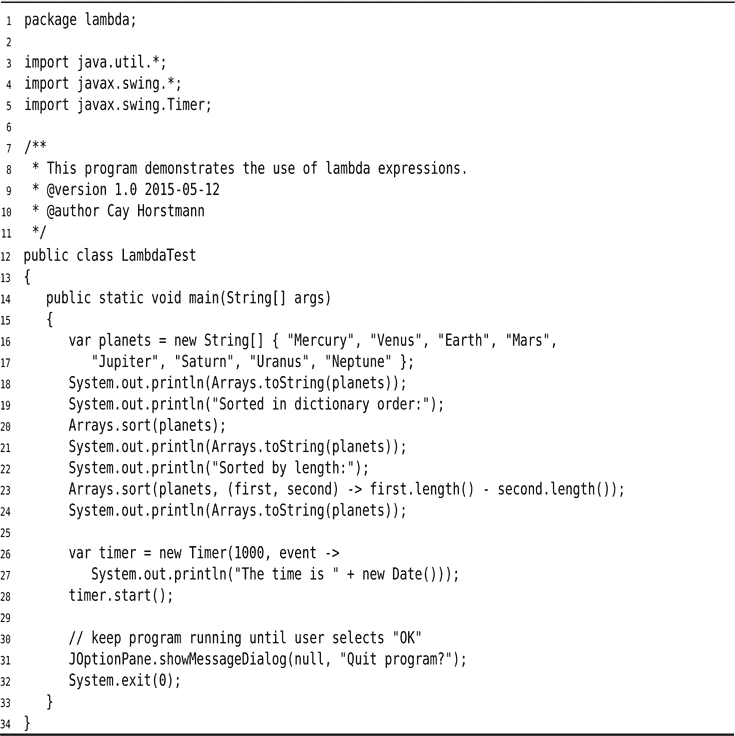 1 package lambda;
2
3 import java.util.*;
4 import javax.swing.*;
5 import javax.swing.Timer;
6
7 /**
8  * This program demonstrates the use of lambda expressions.
9  * @version 1.0 2015-05-12
10  * @author Cay Horstmann
11  */
12 public class LambdaTest
13 {
14    public static void main(String[] args)
15    {
16       var planets = new String[] { "Mercury", "Venus", "Earth", "Mars",
17          "Jupiter", "Saturn", "Uranus", "Neptune" };
18       System.out.println(Arrays.toString(planets));
19       System.out.println("Sorted in dictionary order:");
20       Arrays.sort(planets);
21       System.out.println(Arrays.toString(planets));
22       System.out.println("Sorted by length:");
23       Arrays.sort(planets, (first, second) -> first.length() - second.length());
24       System.out.println(Arrays.toString(planets));
25
26       var timer = new Timer(1000, event ->
27          System.out.println("The time is " + new Date()));
28       timer.start();
29
30       // keep program running until user selects "OK"
31       JOptionPane.showMessageDialog(null, "Quit program?");
32       System.exit(0);
33    }
34 }